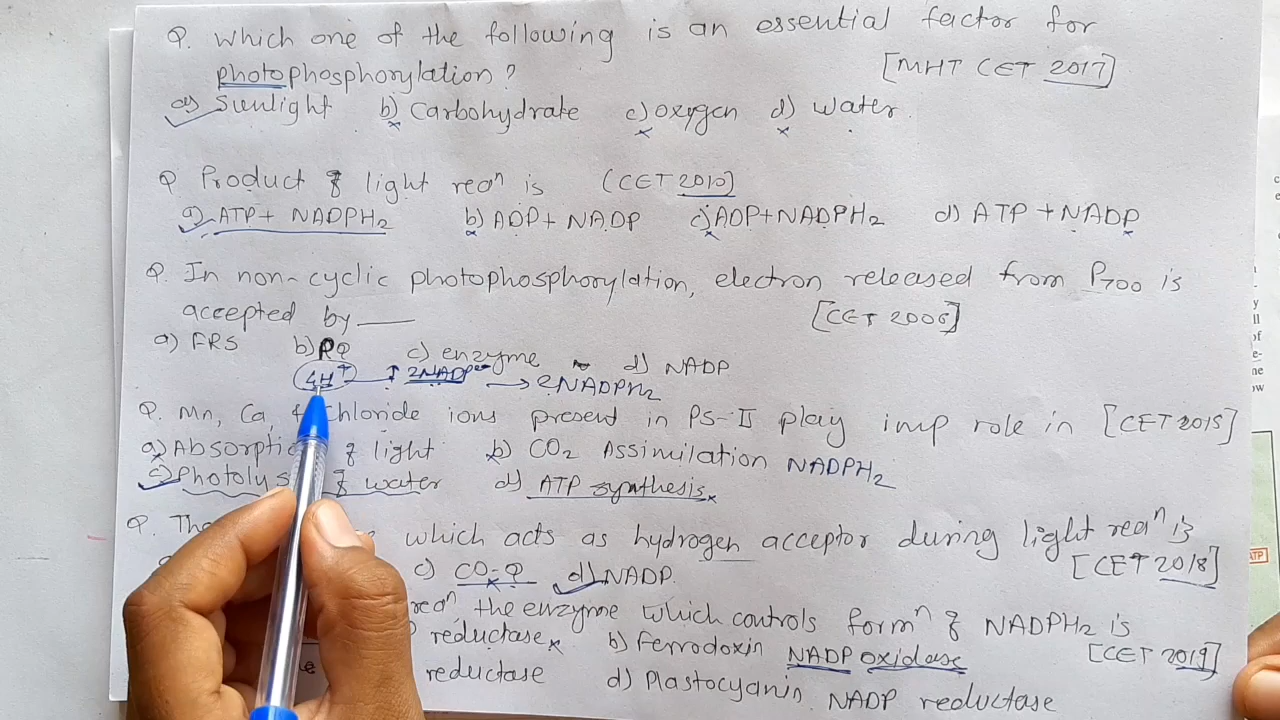 Q. Which one of the following is an essential factor for
photophosphorylation? [MHT CET 2017]
a) Sunlight b) Carbohydrate c) oxygen d) water.
Q Product of light reaⁿ is (CET 2010)
a) ATP + NADPH₂ b) ADP + NADP c) ADP+NADPH₂ d) ATP + NADP
Q. In non-cyclic photophosphorylation, electron released from P700 is
accepted by ___ [CET 2006]
a) FRS b) PQ c) enzyme d) NADP
4H⁺ → 2NADP → 2NADPH₂
Q. Mn, Ca, & Chloride ions present in PS-II play imp role in [CET 2015]
a) Absorptio of light b) CO₂ Assimilation NADPH₂
c) Photolys of water d) ATP synthesis
Q. The which acts as hydrogen acceptor during light reaⁿ is
c) CO-Q d) NADP. [CET 2018]
reaⁿ, the enzyme which controls formⁿ of NADPH₂ is
reductase b) Ferrodoxin NADP oxidase [CET 2019]
reductase d) Plastocyanin NADP reductase
ATP